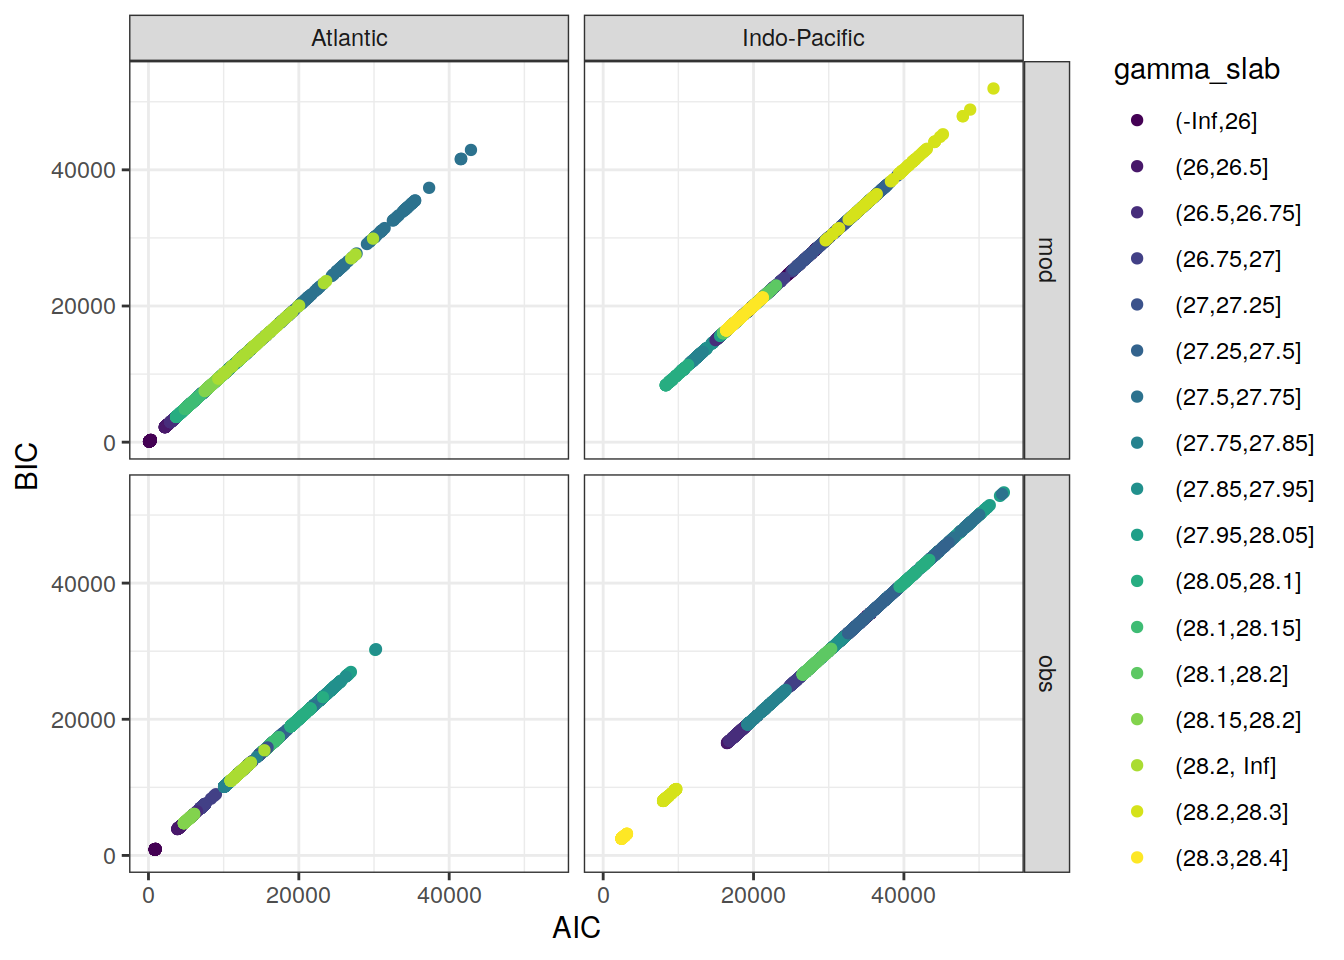 Atlantic
Indo-Pacific
gamma_slab
(-Inf,26]
(26,26.5]
(26.5,26.75]
(26.75,27]
(27,27.25]
(27.25,27.5]
(27.5,27.75]
(27.75,27.85]
(27.85,27.95]
(27.95,28.05]
(28.05,28.1]
(28.1,28.15]
(28.1,28.2]
(28.15,28.2]
(28.2, Inf]
(28.2,28.3]
(28.3,28.4]
mod
obs
BIC
40000
20000
0
40000
20000
0
0 20000 40000
0 20000 40000
AIC